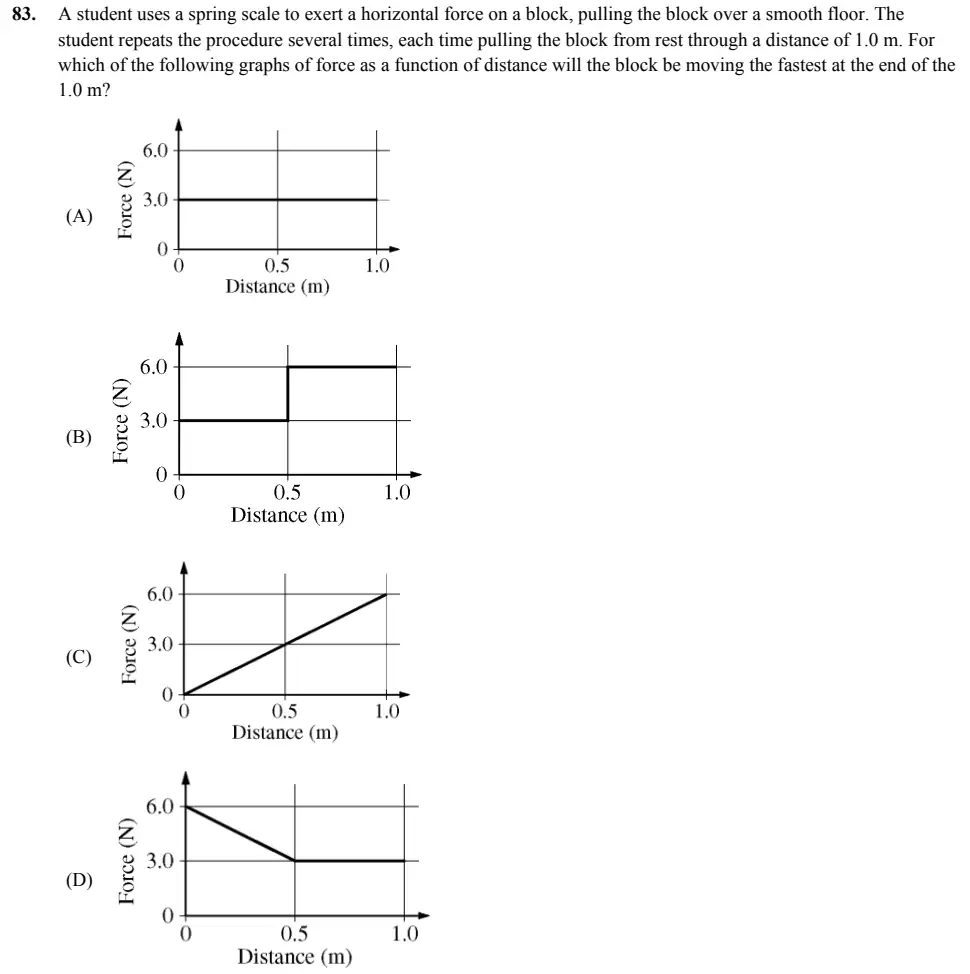 83. A student uses a spring scale to exert a horizontal force on a block, pulling the block over a smooth floor. The
student repeats the procedure several times, each time pulling the block from rest through a distance of 1.0 m. For
which of the following graphs of force as a function of distance will the block be moving the fastest at the end of the
1.0 m?
(A)
Force (N)
6.0
3.0
0
0 0.5 1.0
Distance (m)
(B)
Force (N)
6.0
3.0
0
0 0.5 1.0
Distance (m)
(C)
Force (N)
6.0
3.0
0
0 0.5 1.0
Distance (m)
(D)
Force (N)
6.0
3.0
0
0 0.5 1.0
Distance (m)